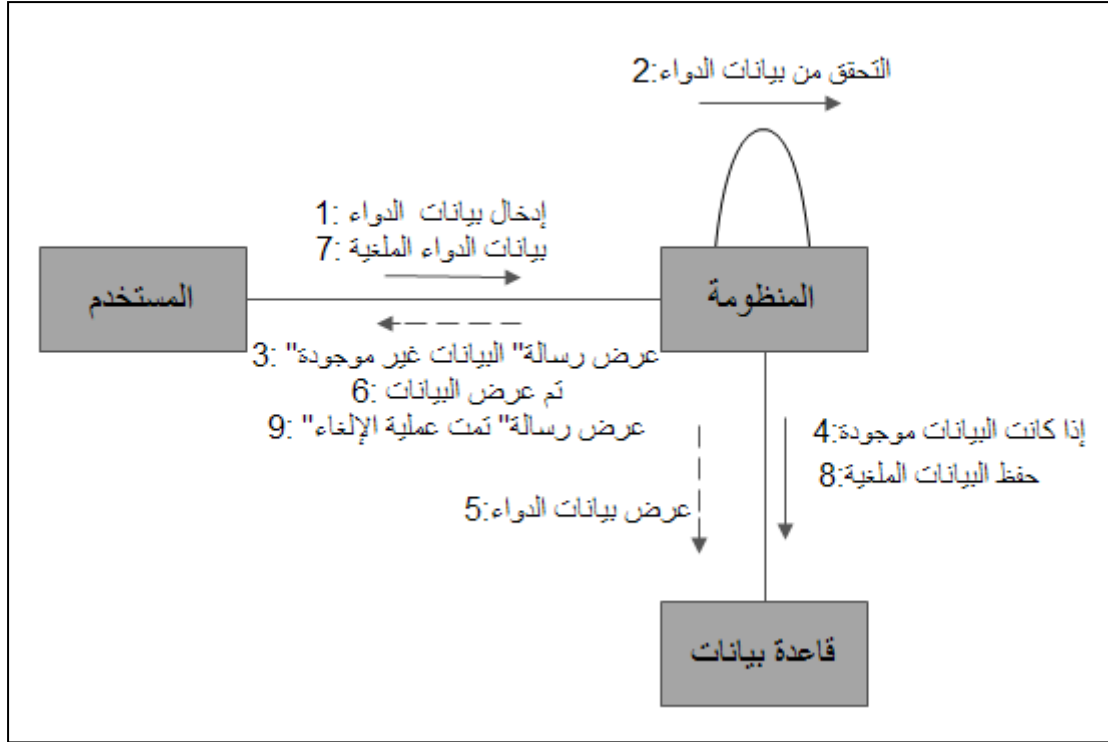 التحقق من بيانات الدواء:2
إدخال بيانات الدواء :1
بيانات الدواء الملغية :7
المستخدم
المنظومة
عرض رسالة" البيانات غير موجودة" :3
تم عرض البيانات :6
عرض رسالة" تمت عملية الإلغاء" :9
إذا كانت البيانات موجودة:4
حفظ البيانات الملغية:8
عرض بيانات الدواء:5
قاعدة بيانات